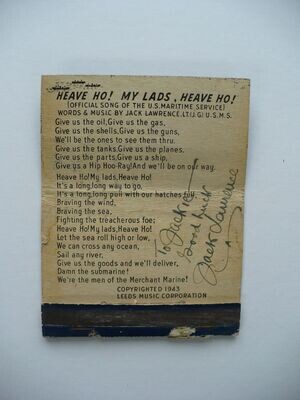 HEAVE HO! MY LADS, HEAVE HO!
(OFFICIAL SONG OF THE U.S. MARITIME SERVICE)
WORDS & MUSIC BY JACK LAWRENCE, LT. (J.G.) U.S.M.S.
Give us the oil, Give us the gas,
Give us the shells, Give us the guns,
We'll be the ones to see them thru.
Give us the tanks, Give us the planes,
Give us the parts, Give us a ship,
Give us a Hip Hoo-Ray! And we'll be on our way.
Heave Ho! My lads, Heave Ho!
It's a long, long way to go.
It's a long, long pull with our hatches full,
Braving the wind,
Braving the sea,
Fighting the treacherous foe;
Heave Ho! My lads, Heave Ho!
Let the sea roll high or low,
We can cross any ocean,
Sail any river,
Give us the goods and we'll deliver,
Damn the submarine!
We're the men of the Merchant Marine!
COPYRIGHTED 1943
LEEDS MUSIC CORPORATION
To Jackie
Good Luck
Jack Lawrence